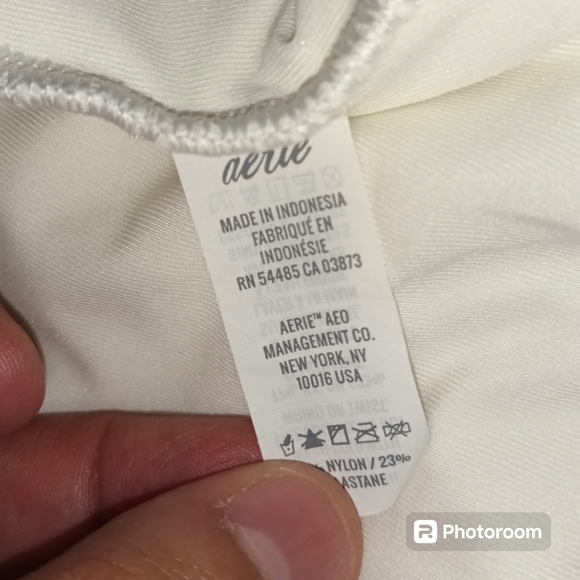 aerie
MADE IN INDONESIA
FABRIQUÉ EN
INDONÉSIE
RN 54485 CA 03873
AERIE™ AEO
MANAGEMENT CO.
NEW YORK, NY
10016 USA
NYLON / 23%
Photoroom